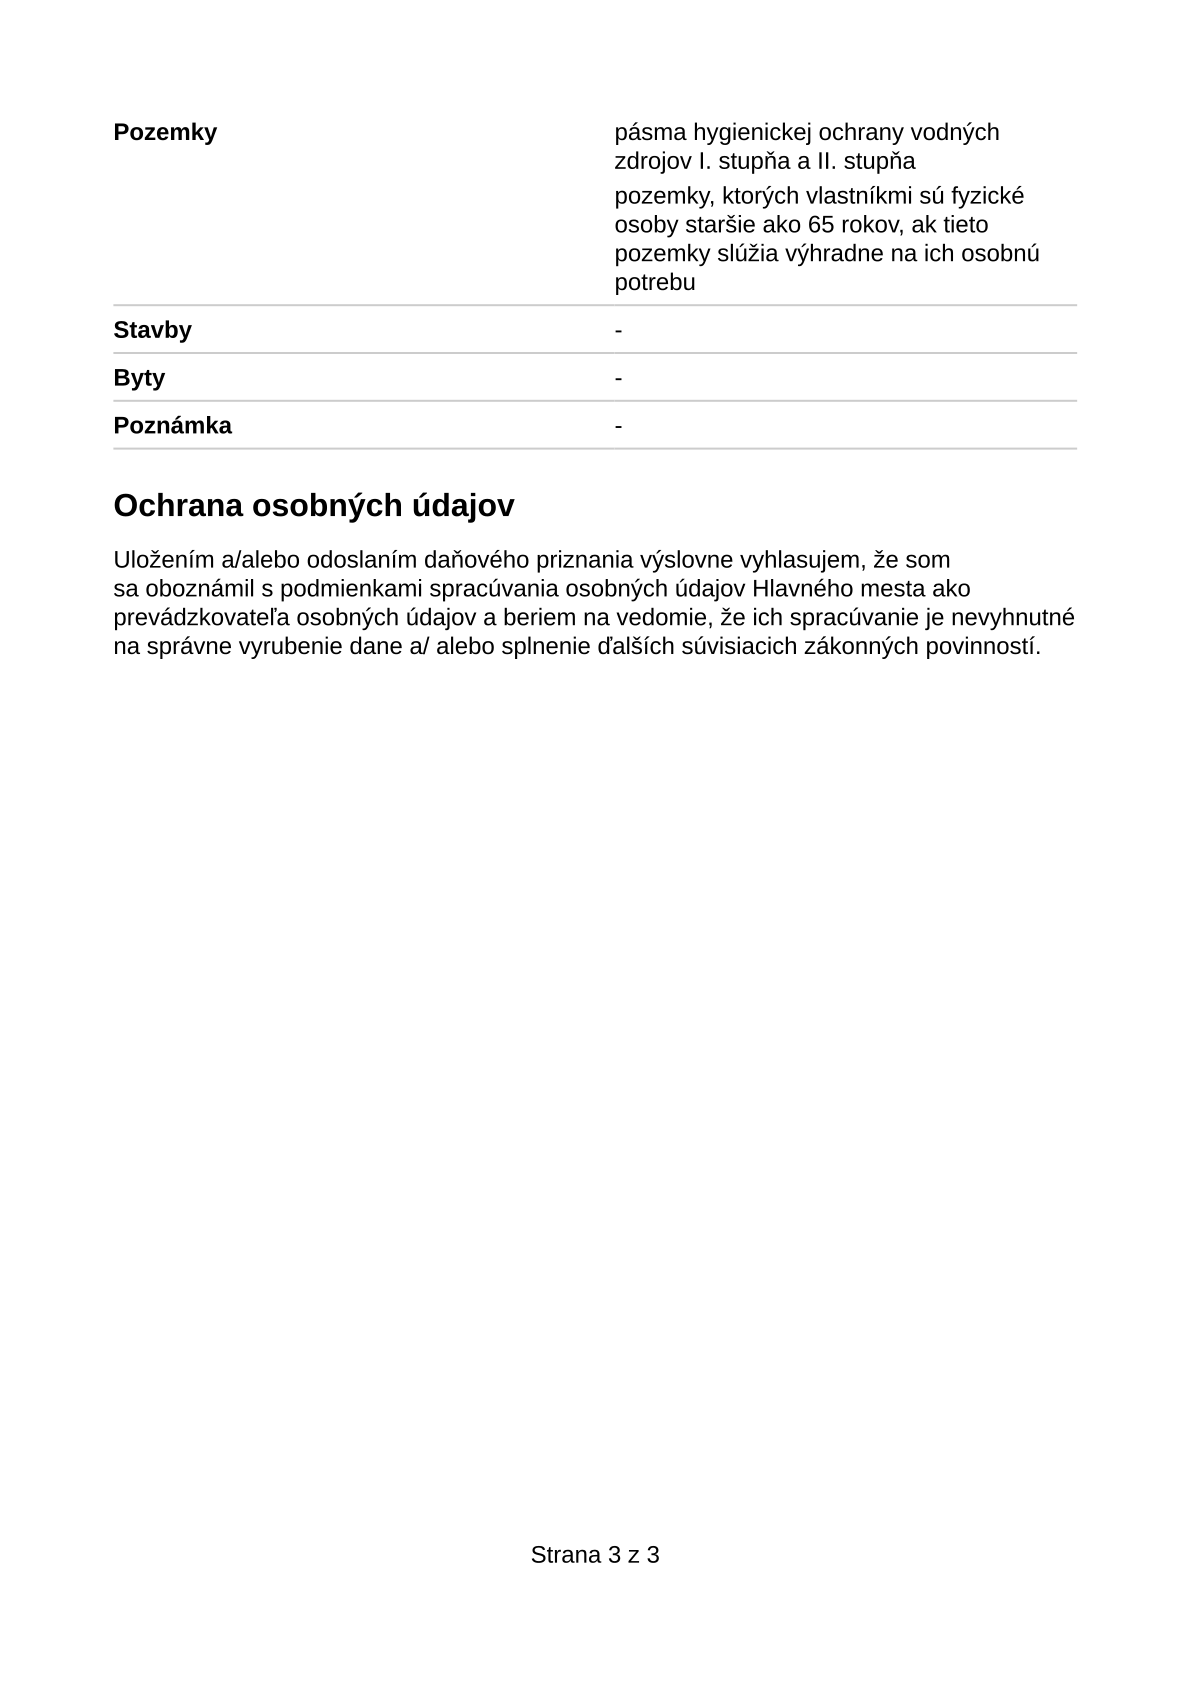 Pozemky
pásma hygienickej ochrany vodných
zdrojov I. stupňa a II. stupňa
pozemky, ktorých vlastníkmi sú fyzické
osoby staršie ako 65 rokov, ak tieto
pozemky slúžia výhradne na ich osobnú
potrebu
Stavby -
Byty -
Poznámka -
Ochrana osobných údajov
Uložením a/alebo odoslaním daňového priznania výslovne vyhlasujem, že som
sa oboznámil s podmienkami spracúvania osobných údajov Hlavného mesta ako
prevádzkovateľa osobných údajov a beriem na vedomie, že ich spracúvanie je nevyhnutné
na správne vyrubenie dane a/ alebo splnenie ďalších súvisiacich zákonných povinností.
Strana 3 z 3